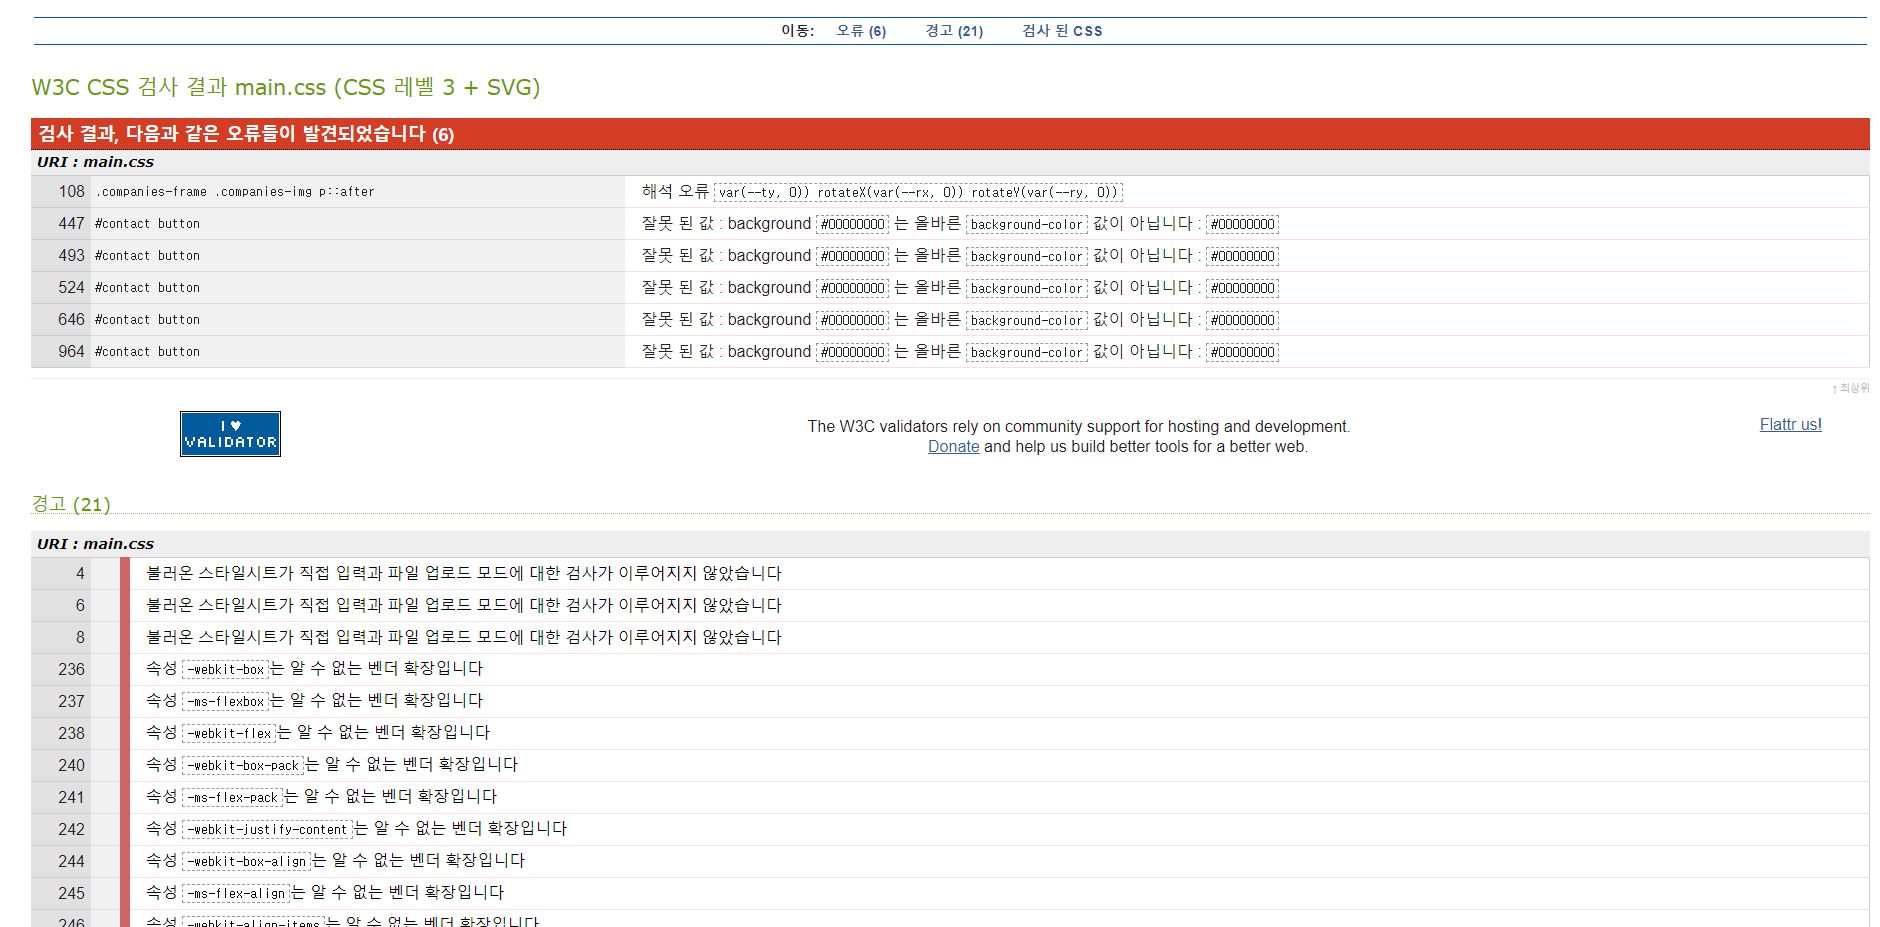 이동: 오류 (6) 경고 (21) 검사 된 CSS
W3C CSS 검사 결과 main.css (CSS 레벨 3 + SVG)
검사 결과, 다음과 같은 오류들이 발견되었습니다 (6)
URI : main.css
108 .companies-frame .companies-img p::after 해석 오류 var(--ty, 0)) rotateX(var(--rx, 0)) rotateY(var(--ry, 0))
447 #contact button 잘못 된 값 : background #00000000 는 올바른 background-color 값이 아닙니다 : #00000000
493 #contact button 잘못 된 값 : background #00000000 는 올바른 background-color 값이 아닙니다 : #00000000
524 #contact button 잘못 된 값 : background #00000000 는 올바른 background-color 값이 아닙니다 : #00000000
646 #contact button 잘못 된 값 : background #00000000 는 올바른 background-color 값이 아닙니다 : #00000000
964 #contact button 잘못 된 값 : background #00000000 는 올바른 background-color 값이 아닙니다 : #00000000
↑ 최상위
I ♥
VALIDATOR
The W3C validators rely on community support for hosting and development.
Donate and help us build better tools for a better web.
Flattr us!
경고 (21)
URI : main.css
4 불러온 스타일시트가 직접 입력과 파일 업로드 모드에 대한 검사가 이루어지지 않았습니다
6 불러온 스타일시트가 직접 입력과 파일 업로드 모드에 대한 검사가 이루어지지 않았습니다
8 불러온 스타일시트가 직접 입력과 파일 업로드 모드에 대한 검사가 이루어지지 않았습니다
236 속성 -webkit-box는 알 수 없는 벤더 확장입니다
237 속성 -ms-flexbox는 알 수 없는 벤더 확장입니다
238 속성 -webkit-flex는 알 수 없는 벤더 확장입니다
240 속성 -webkit-box-pack는 알 수 없는 벤더 확장입니다
241 속성 -ms-flex-pack는 알 수 없는 벤더 확장입니다
242 속성 -webkit-justify-content는 알 수 없는 벤더 확장입니다
244 속성 -webkit-box-align는 알 수 없는 벤더 확장입니다
245 속성 -ms-flex-align는 알 수 없는 벤더 확장입니다
246 속성 -webkit-align-items는 알 수 없는 벤더 확장입니다